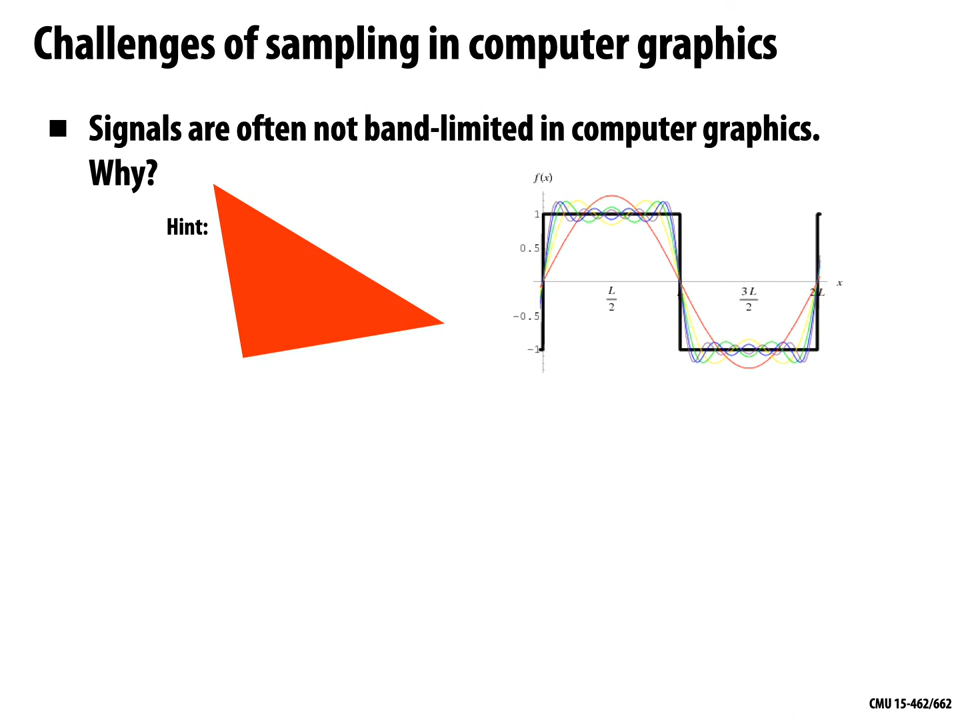 Challenges of sampling in computer graphics
■ Signals are often not band-limited in computer graphics.
Why?
Hint:
f(x)
1
0.5
-0.5
-1
L/2
3L/2
2L
x
CMU 15-462/662